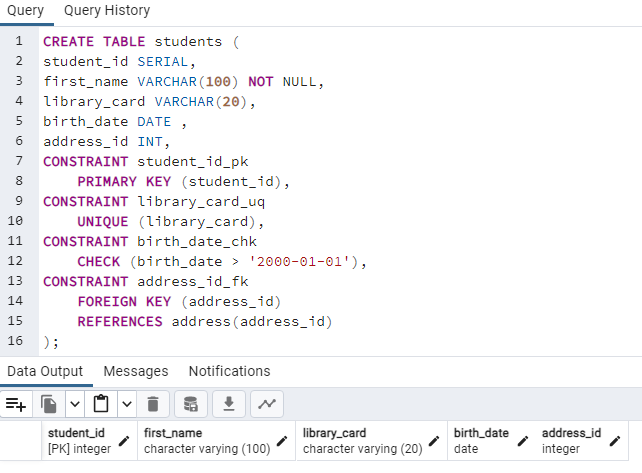 Query Query History
1 CREATE TABLE students (
2 student_id SERIAL,
3 first_name VARCHAR(100) NOT NULL,
4 library_card VARCHAR(20),
5 birth_date DATE ,
6 address_id INT,
7 CONSTRAINT student_id_pk
8 PRIMARY KEY (student_id),
9 CONSTRAINT library_card_uq
10 UNIQUE (library_card),
11 CONSTRAINT birth_date_chk
12 CHECK (birth_date > '2000-01-01'),
13 CONSTRAINT address_id_fk
14 FOREIGN KEY (address_id)
15 REFERENCES address(address_id)
16 );
Data Output Messages Notifications
student_id first_name library_card birth_date address_id
[PK] integer character varying (100) character varying (20) date integer